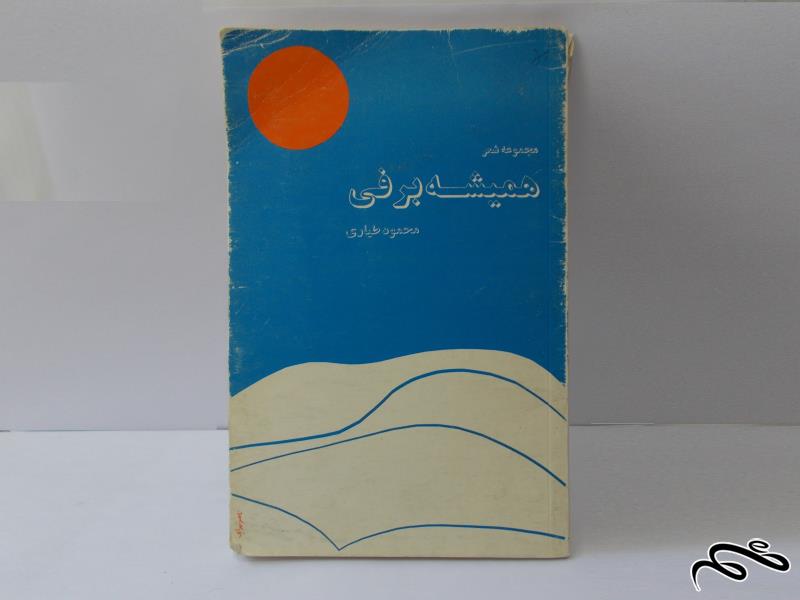 مجموعه شعر
همیشه برفی
محمود طیاری